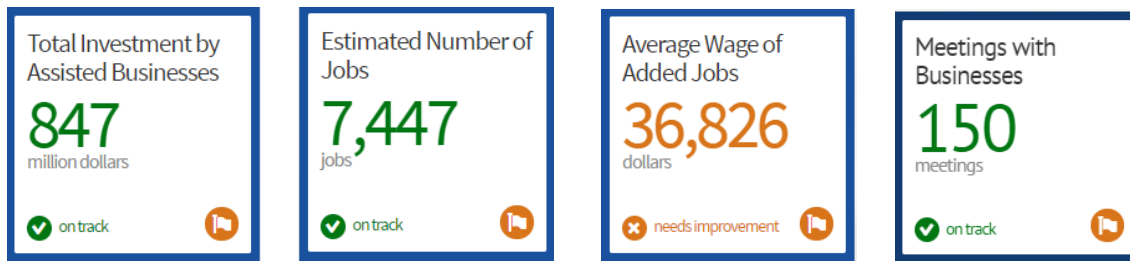 Total Investment by
Assisted Businesses
847
million dollars
on track
Estimated Number of
Jobs
7,447
jobs
on track
Average Wage of
Added Jobs
36,826
dollars
needs improvement
Meetings with
Businesses
150
meetings
on track